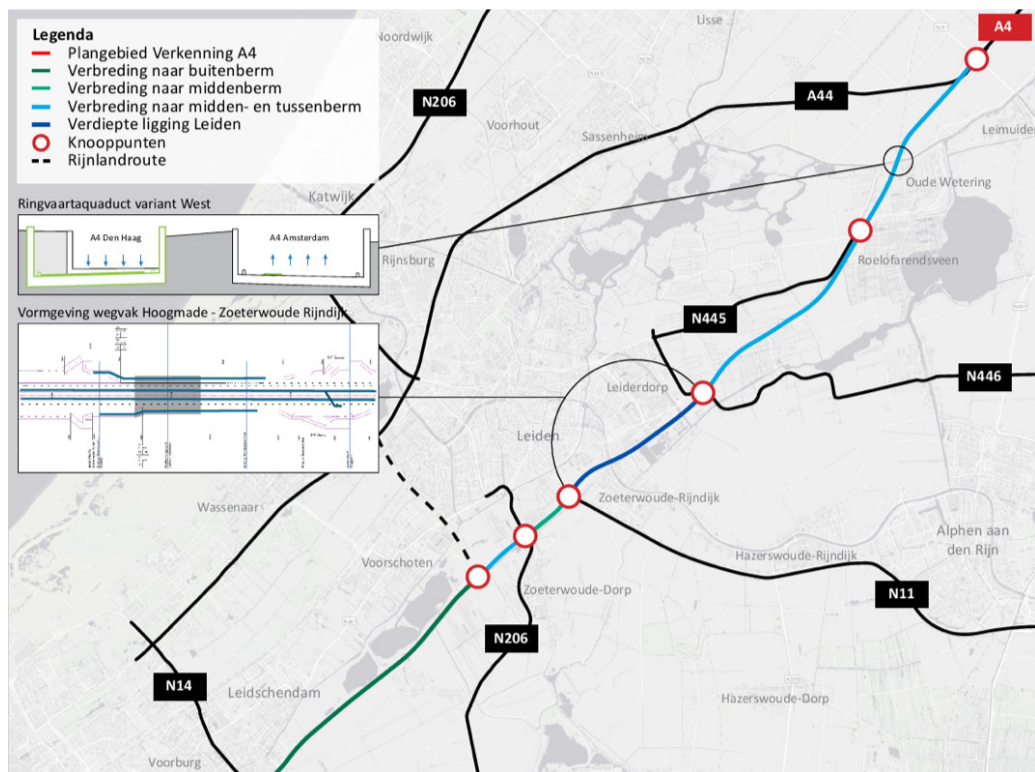 Legenda
Plangebied Verkenning A4
Verbreding naar buitenberm
Verbreding naar middenberm
Verbreding naar midden- en tussenberm
Verdiepte ligging Leiden
Knooppunten
Rijnlandroute
Ringvaartaquaduct variant West
A4 Den Haag
A4 Amsterdam
Vormgeving wegvak Hoogmade - Zoeterwoude Rijndijk
Noordwijk
Lisse
A4
N206
A44
Voorhout
Sassenheim
Leimuiden
Katwijk
Oude Wetering
Rijnsburg
Roelofarendsveen
N445
Leiderdorp
N446
Leiden
Zoeterwoude-Rijndijk
Wassenaar
Alphen aan
den Rijn
Hazerswoude-Rijndijk
Voorschoten
Zoeterwoude-Dorp
N11
N206
N14
Leidschendam
Hazerswoude-Dorp
Voorburg